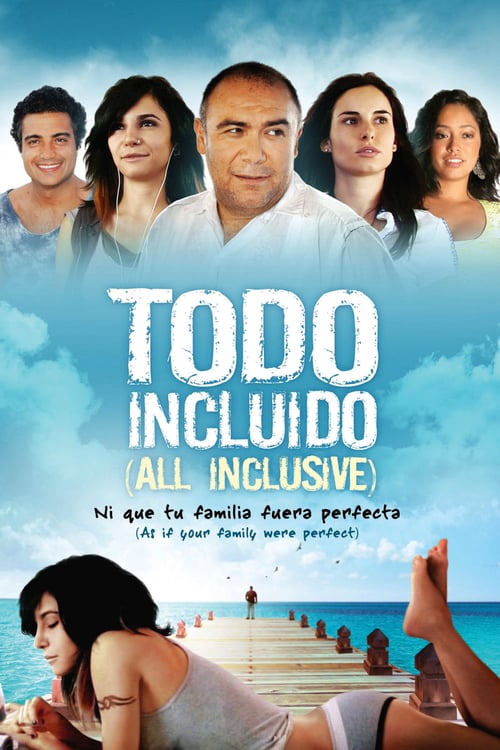 TODO
INCLUIDO
(ALL INCLUSIVE)
Ni que tu familia fuera perfecta
(As if your family were perfect)